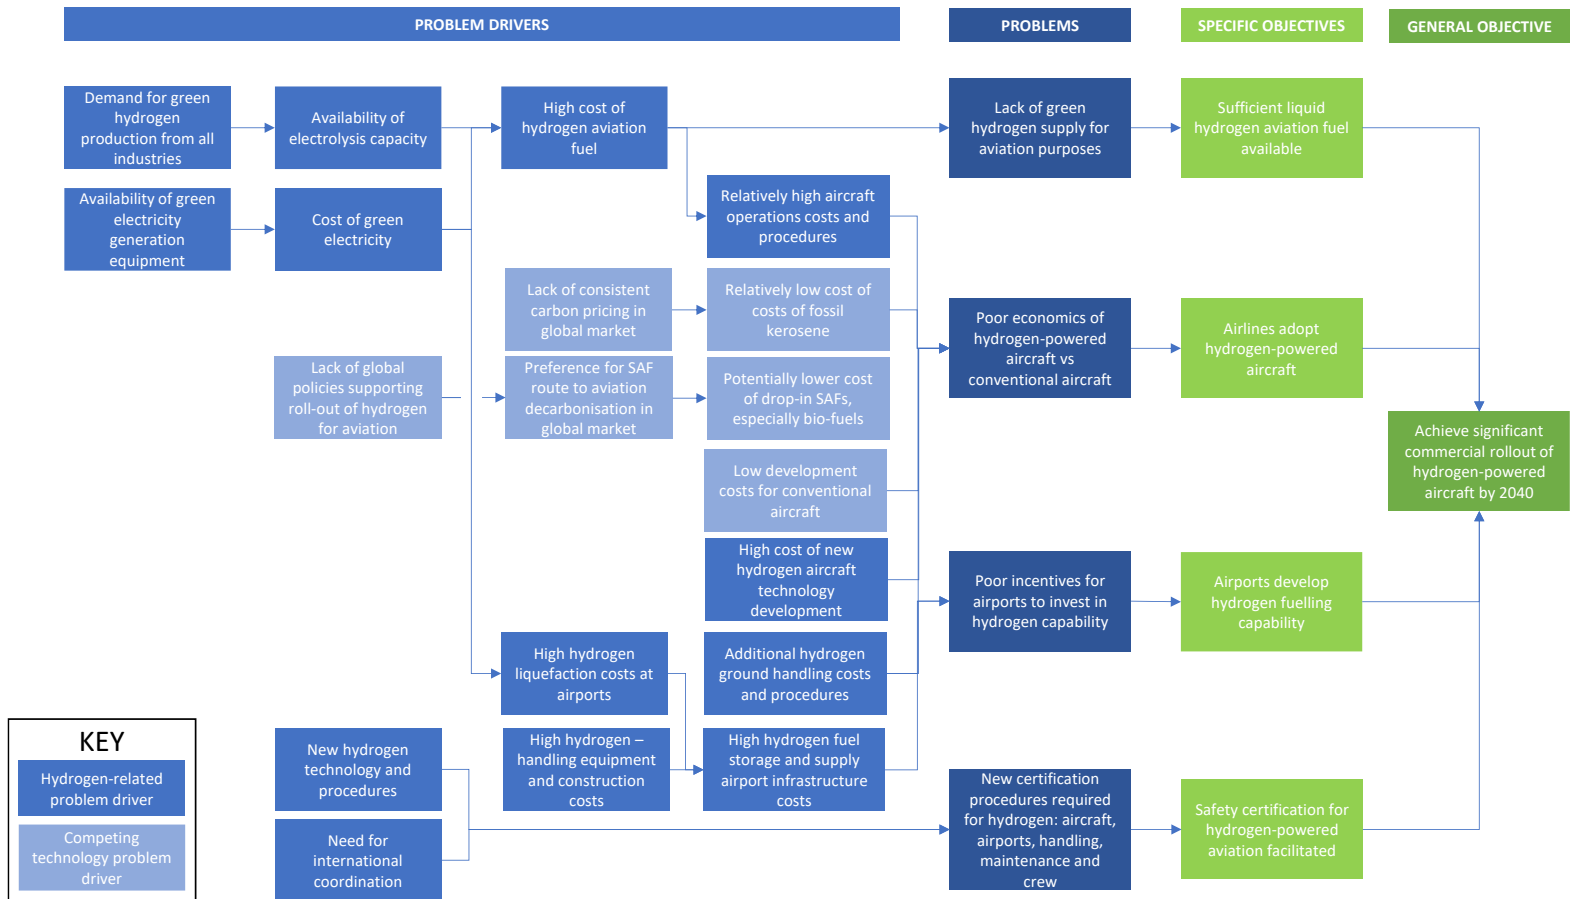 PROBLEM DRIVERS
PROBLEMS
SPECIFIC OBJECTIVES
GENERAL OBJECTIVE
Demand for green
hydrogen
production from all
industries
Availability of
electrolysis capacity
High cost of
hydrogen aviation
fuel
Lack of green
hydrogen supply for
aviation purposes
Sufficient liquid
hydrogen aviation fuel
available
Availability of green
electricity
generation
equipment
Cost of green
electricity
Relatively high aircraft
operations costs and
procedures
Lack of consistent
carbon pricing in
global market
Relatively low cost of
costs of fossil
kerosene
Poor economics of
hydrogen-powered
aircraft vs
conventional aircraft
Airlines adopt
hydrogen-powered
aircraft
Lack of global
policies supporting
roll-out of hydrogen
for aviation
Preference for SAF
route to aviation
decarbonisation in
global market
Potentially lower cost
of drop-in SAFs,
especially bio-fuels
Achieve significant
commercial rollout of
hydrogen-powered
aircraft by 2040
Low development
costs for conventional
aircraft
High cost of new
hydrogen aircraft
technology
development
Poor incentives for
airports to invest in
hydrogen capability
Airports develop
hydrogen fuelling
capability
High hydrogen
liquefaction costs at
airports
Additional hydrogen
ground handling costs
and procedures
New hydrogen
technology and
procedures
High hydrogen –
handling equipment
and construction
costs
High hydrogen fuel
storage and supply
airport infrastructure
costs
New certification
procedures required
for hydrogen: aircraft,
airports, handling,
maintenance and
crew
Safety certification for
hydrogen-powered
aviation facilitated
Need for
international
coordination
KEY
Hydrogen-related
problem driver
Competing
technology problem
driver